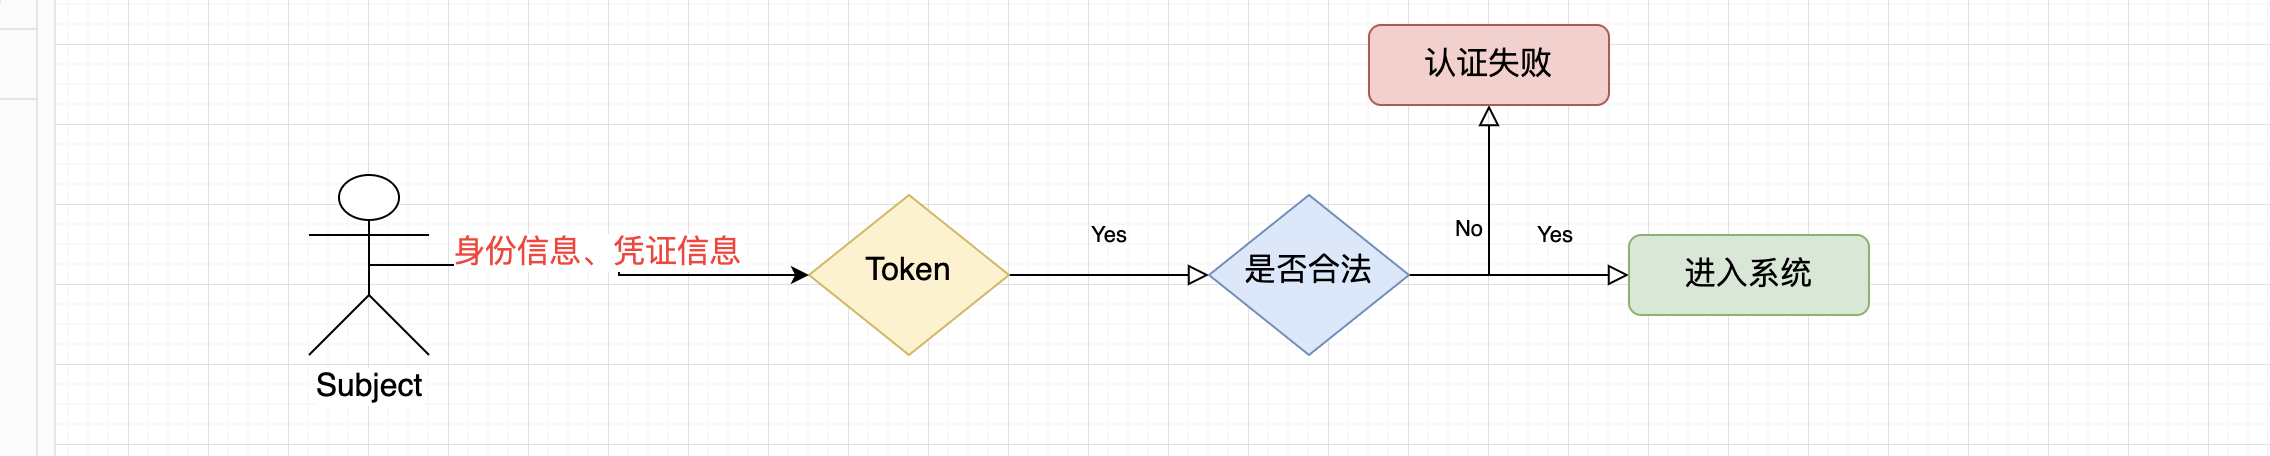 认证失败
身份信息、凭证信息
Token
Yes
是否合法
No
Yes
进入系统
Subject